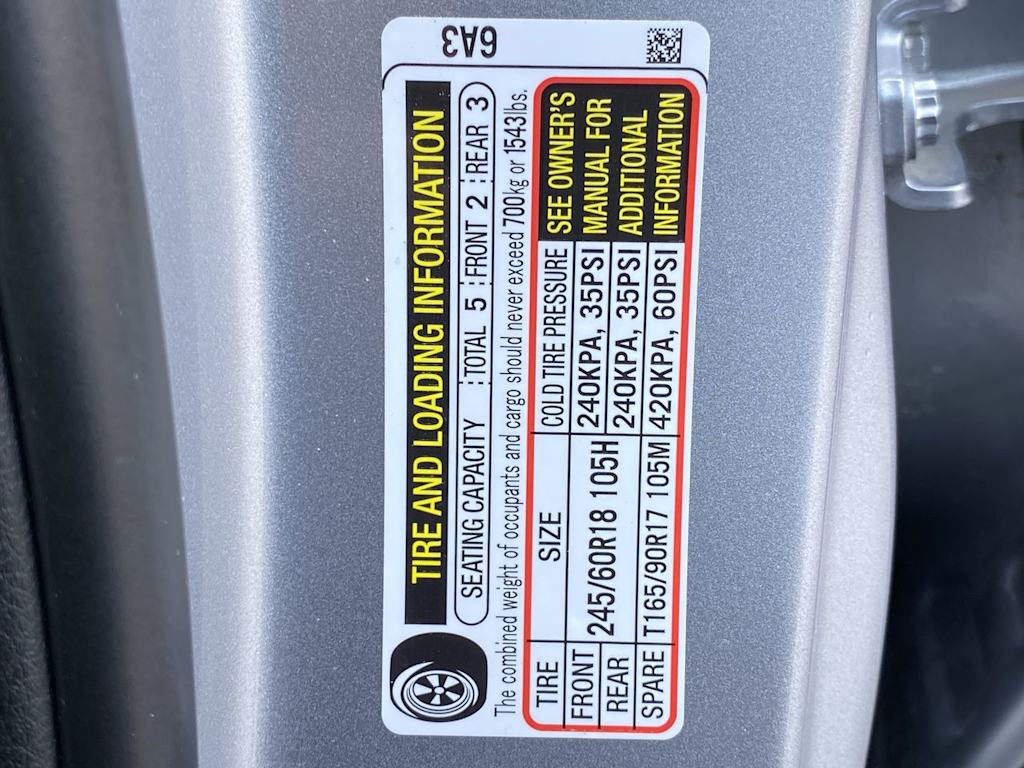 6A3
TIRE AND LOADING INFORMATION
SEATING CAPACITY TOTAL 5 FRONT 2 REAR 3
The combined weight of occupants and cargo should never exceed 700kg or 1543lbs.
TIRE SIZE COLD TIRE PRESSURE
FRONT 245/60R18 105H 240KPA, 35PSI
REAR 240KPA, 35PSI
SPARE T165/90R17 105M 420KPA, 60PSI
SEE OWNER'S
MANUAL FOR
ADDITIONAL
INFORMATION